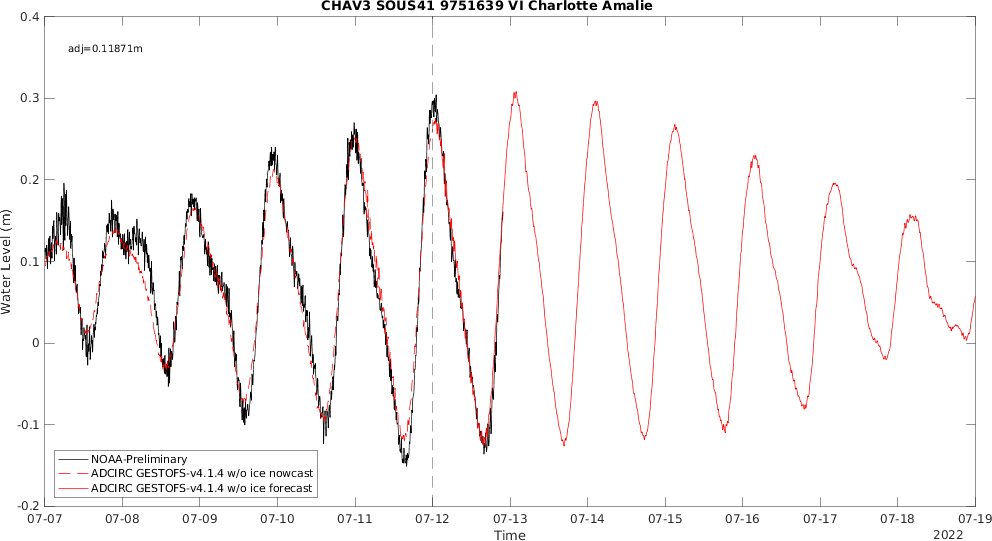 CHAV3 SOUS41 9751639 VI Charlotte Amalie
adj=0.11871m
0.4
0.3
0.2
0.1
0
-0.1
-0.2
Water Level (m)
NOAA-Preliminary
ADCIRC GESTOFS-v4.1.4 w/o ice nowcast
ADCIRC GESTOFS-v4.1.4 w/o ice forecast
07-07 07-08 07-09 07-10 07-11 07-12 07-13 07-14 07-15 07-16 07-17 07-18 07-19
Time
2022